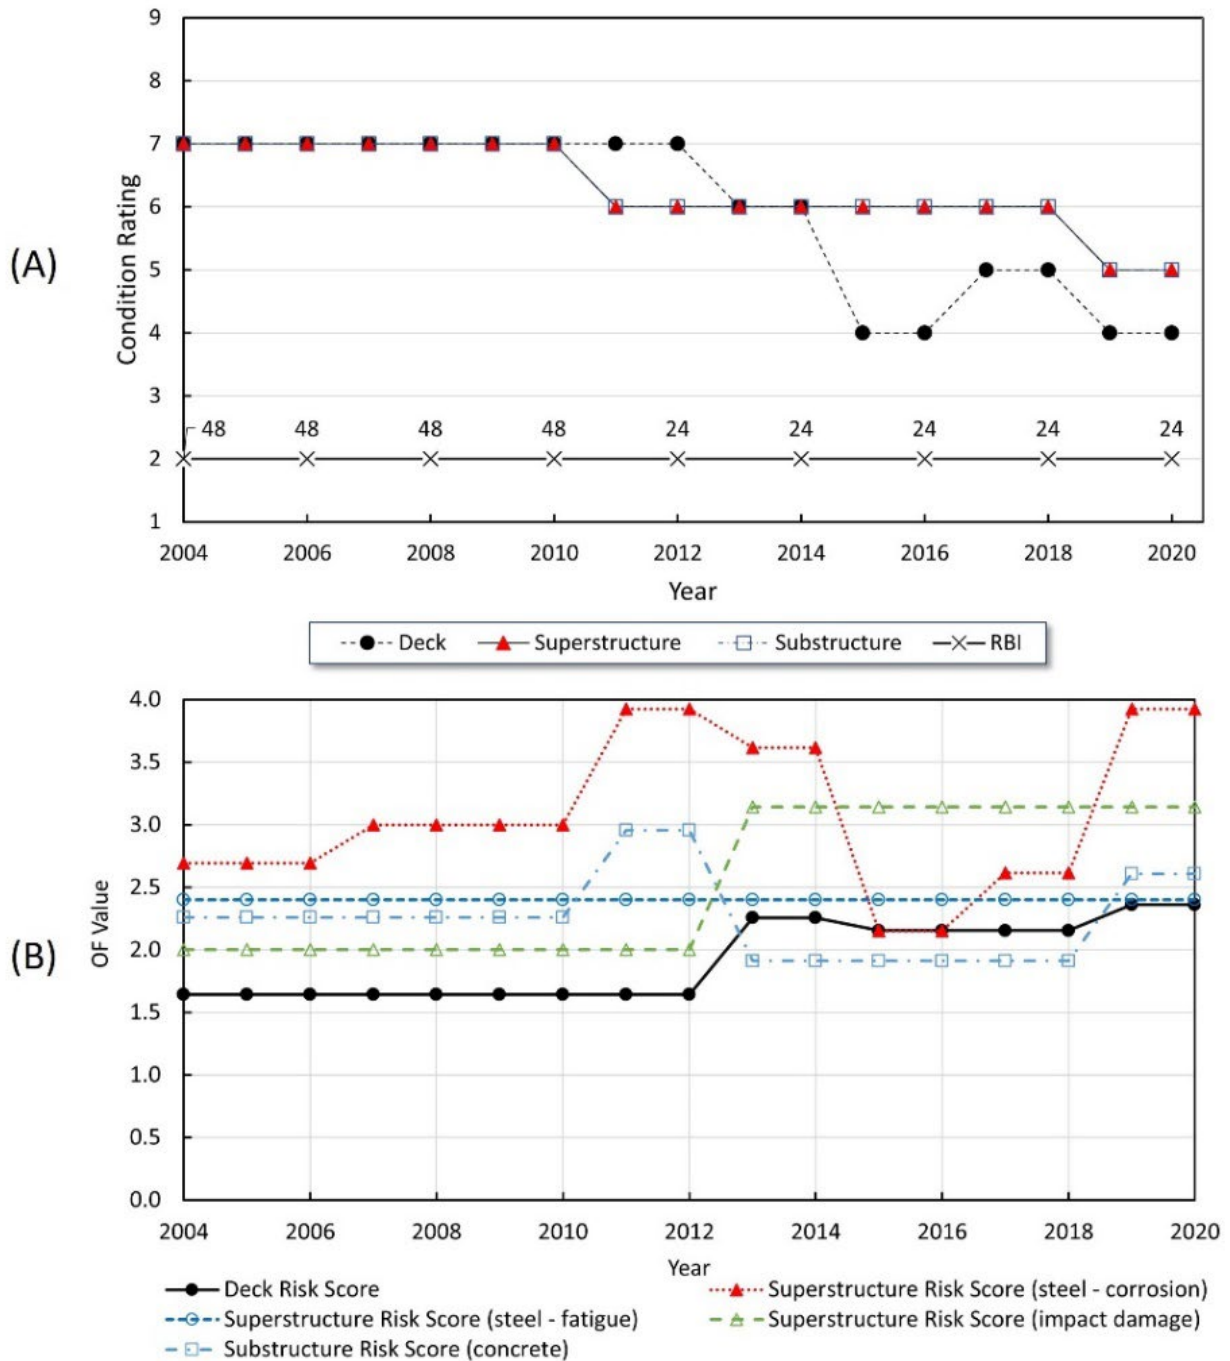 (A)
Condition Rating
9
8
7
6
5
4
3
2
1
48 48 48 48 24 24 24 24 24
2004 2006 2008 2010 2012 2014 2016 2018 2020
Year
Deck Superstructure Substructure RBI
(B)
OF Value
4.0
3.5
3.0
2.5
2.0
1.5
1.0
0.5
0.0
2004 2006 2008 2010 2012 2014 2016 2018 2020
Year
Deck Risk Score Superstructure Risk Score (steel - corrosion)
Superstructure Risk Score (steel - fatigue) Superstructure Risk Score (impact damage)
Substructure Risk Score (concrete)